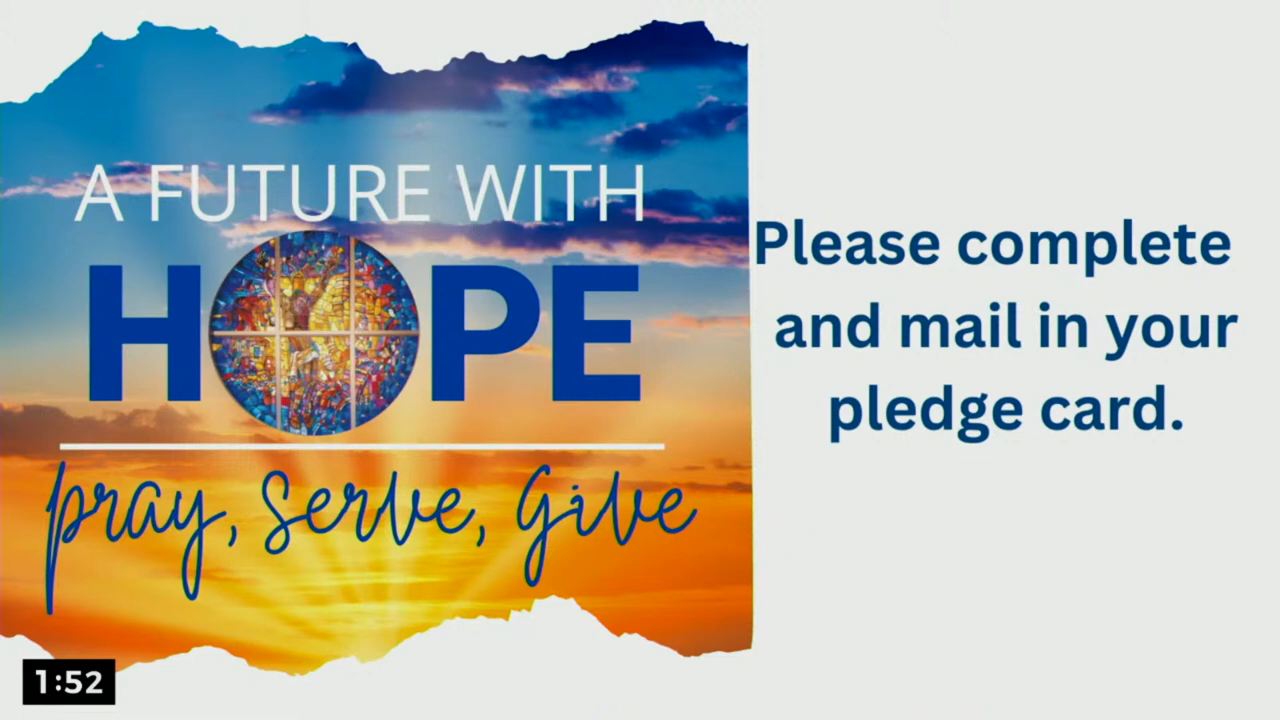 A FUTURE WITH
HOPE
pray, serve, give
Please complete
and mail in your
pledge card.
1:52